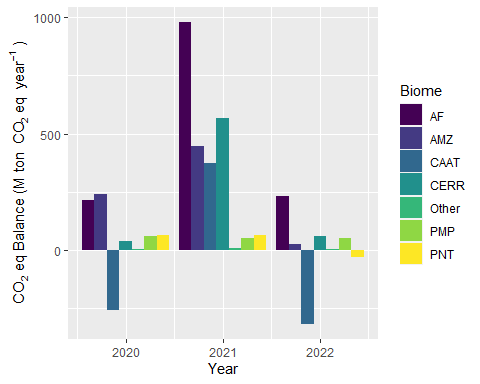 1000
500
0
2020
2021
2022
Year
CO2 eq Balance (M ton CO2 eq year−1)
Biome
AF
AMZ
CAAT
CERR
Other
PMP
PNT